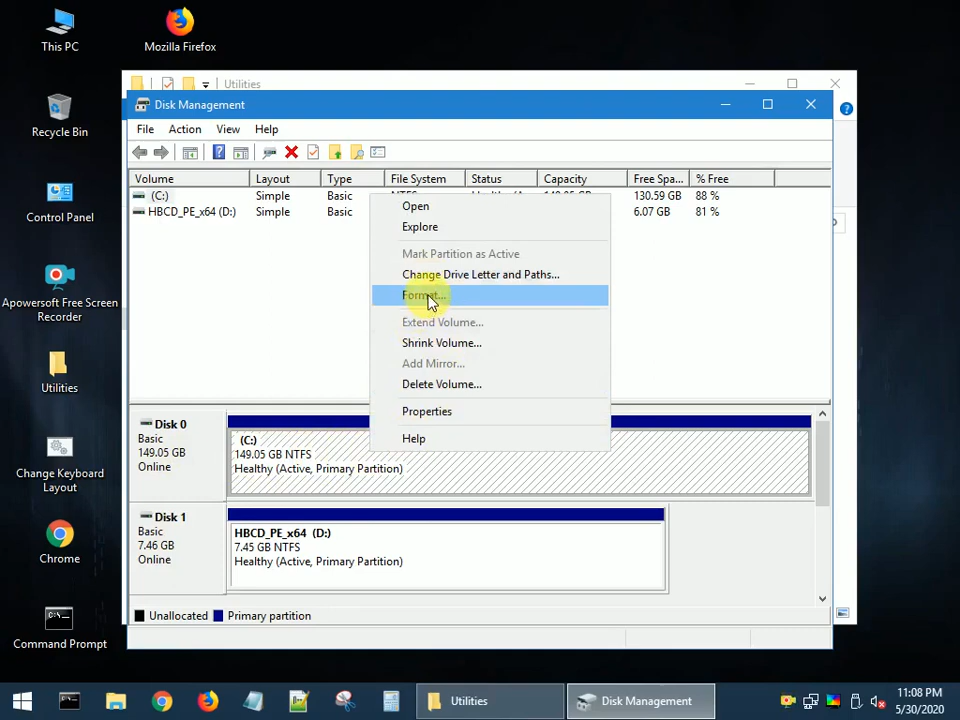 This PC
Mozilla Firefox
Recycle Bin
Control Panel
Apowersoft Free Screen
Recorder
Utilities
Change Keyboard
Layout
Chrome
Command Prompt
Utilities
Disk Management
File Action View Help
Volume Layout Type File System Status Capacity Free Spa... % Free
(C:) Simple Basic 130.59 GB 88 %
HBCD_PE_x64 (D:) Simple Basic 6.07 GB 81 %
Open
Explore
Mark Partition as Active
Change Drive Letter and Paths...
Format...
Extend Volume...
Shrink Volume...
Add Mirror...
Delete Volume...
Properties
Help
Disk 0
Basic
149.05 GB
Online
(C:)
149.05 GB NTFS
Healthy (Active, Primary Partition)
Disk 1
Basic
7.46 GB
Online
HBCD_PE_x64 (D:)
7.45 GB NTFS
Healthy (Active, Primary Partition)
Unallocated Primary partition
Utilities
Disk Management
11:08 PM
5/30/2020